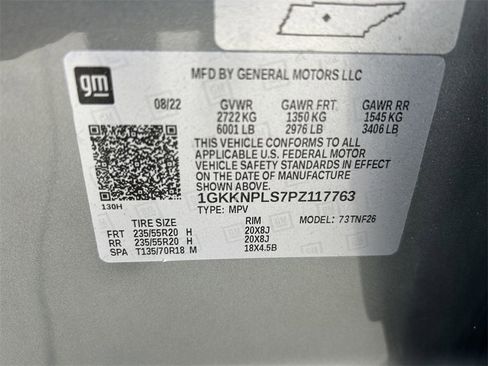 gm
MFD BY GENERAL MOTORS LLC
08/22 GVWR GAWR FRT GAWR RR
2722 KG 1350 KG 1545 KG
6001 LB 2976 LB 3406 LB
THIS VEHICLE CONFORMS TO ALL
APPLICABLE U.S. FEDERAL MOTOR
VEHICLE SAFETY STANDARDS IN EFFECT
ON THE DATE OF MANUFACTURE
SHOWN ABOVE.
1GKKNPLS7PZ117763
130H TYPE: MPV MODEL: 73TNF26
TIRE SIZE RIM
FRT 235/55R20 H 20X8J
RR 235/55R20 H 20X8J
SPA T135/70R18 M 18X4.5B